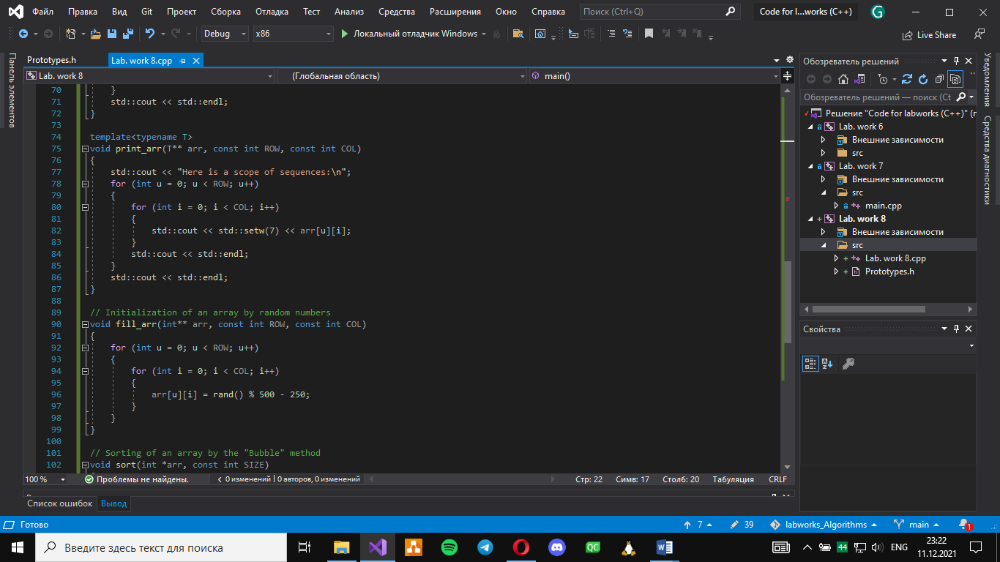 Файл Правка Вид Git Проект Сборка Отладка Тест Анализ Средства Расширения Окно Справка Поиск (Ctrl+Q) Code for l...works (C++) G
Debug x86 Локальный отладчик Windows Live Share
Панель элементов
Prototypes.h Lab. work 8.cpp
Lab. work 8 (Глобальная область) main()
70 }
71 std::cout << std::endl;
72 }
73
74 template<typename T>
75 void print_arr(T** arr, const int ROW, const int COL)
76 {
77 std::cout << "Here is a scope of sequences:\n";
78 for (int u = 0; u < ROW; u++)
79 {
80 for (int i = 0; i < COL; i++)
81 {
82 std::cout << std::setw(7) << arr[u][i];
83 }
84 std::cout << std::endl;
85 }
86 std::cout << std::endl;
87 }
88
89 // Initialization of an array by random numbers
90 void fill_arr(int** arr, const int ROW, const int COL)
91 {
92 for (int u = 0; u < ROW; u++)
93 {
94 for (int i = 0; i < COL; i++)
95 {
96 arr[u][i] = rand() % 500 - 250;
97 }
98 }
99 }
100
101 // Sorting of an array by the "Bubble" method
102 void sort(int *arr, const int SIZE)
100 % Проблемы не найдены. 0 изменений | 0 авторов, 0 изменений Стр: 22 Симв: 17 Столб: 20 Табуляция CRLF
Список ошибок Вывод
Обозреватель решений
Обозреватель решений — поиск (Ct
Решение "Code for labworks (C++)" (п
Lab. work 6
Внешние зависимости
src
Lab. work 7
Внешние зависимости
src
main.cpp
Lab. work 8
Внешние зависимости
src
Lab. work 8.cpp
Prototypes.h
Свойства
Уведомления
Средства диагностики
Готово 7 39 labworks_Algorithms main 1
Введите здесь текст для поиска QC 44 ENG 23:22
11.12.2021